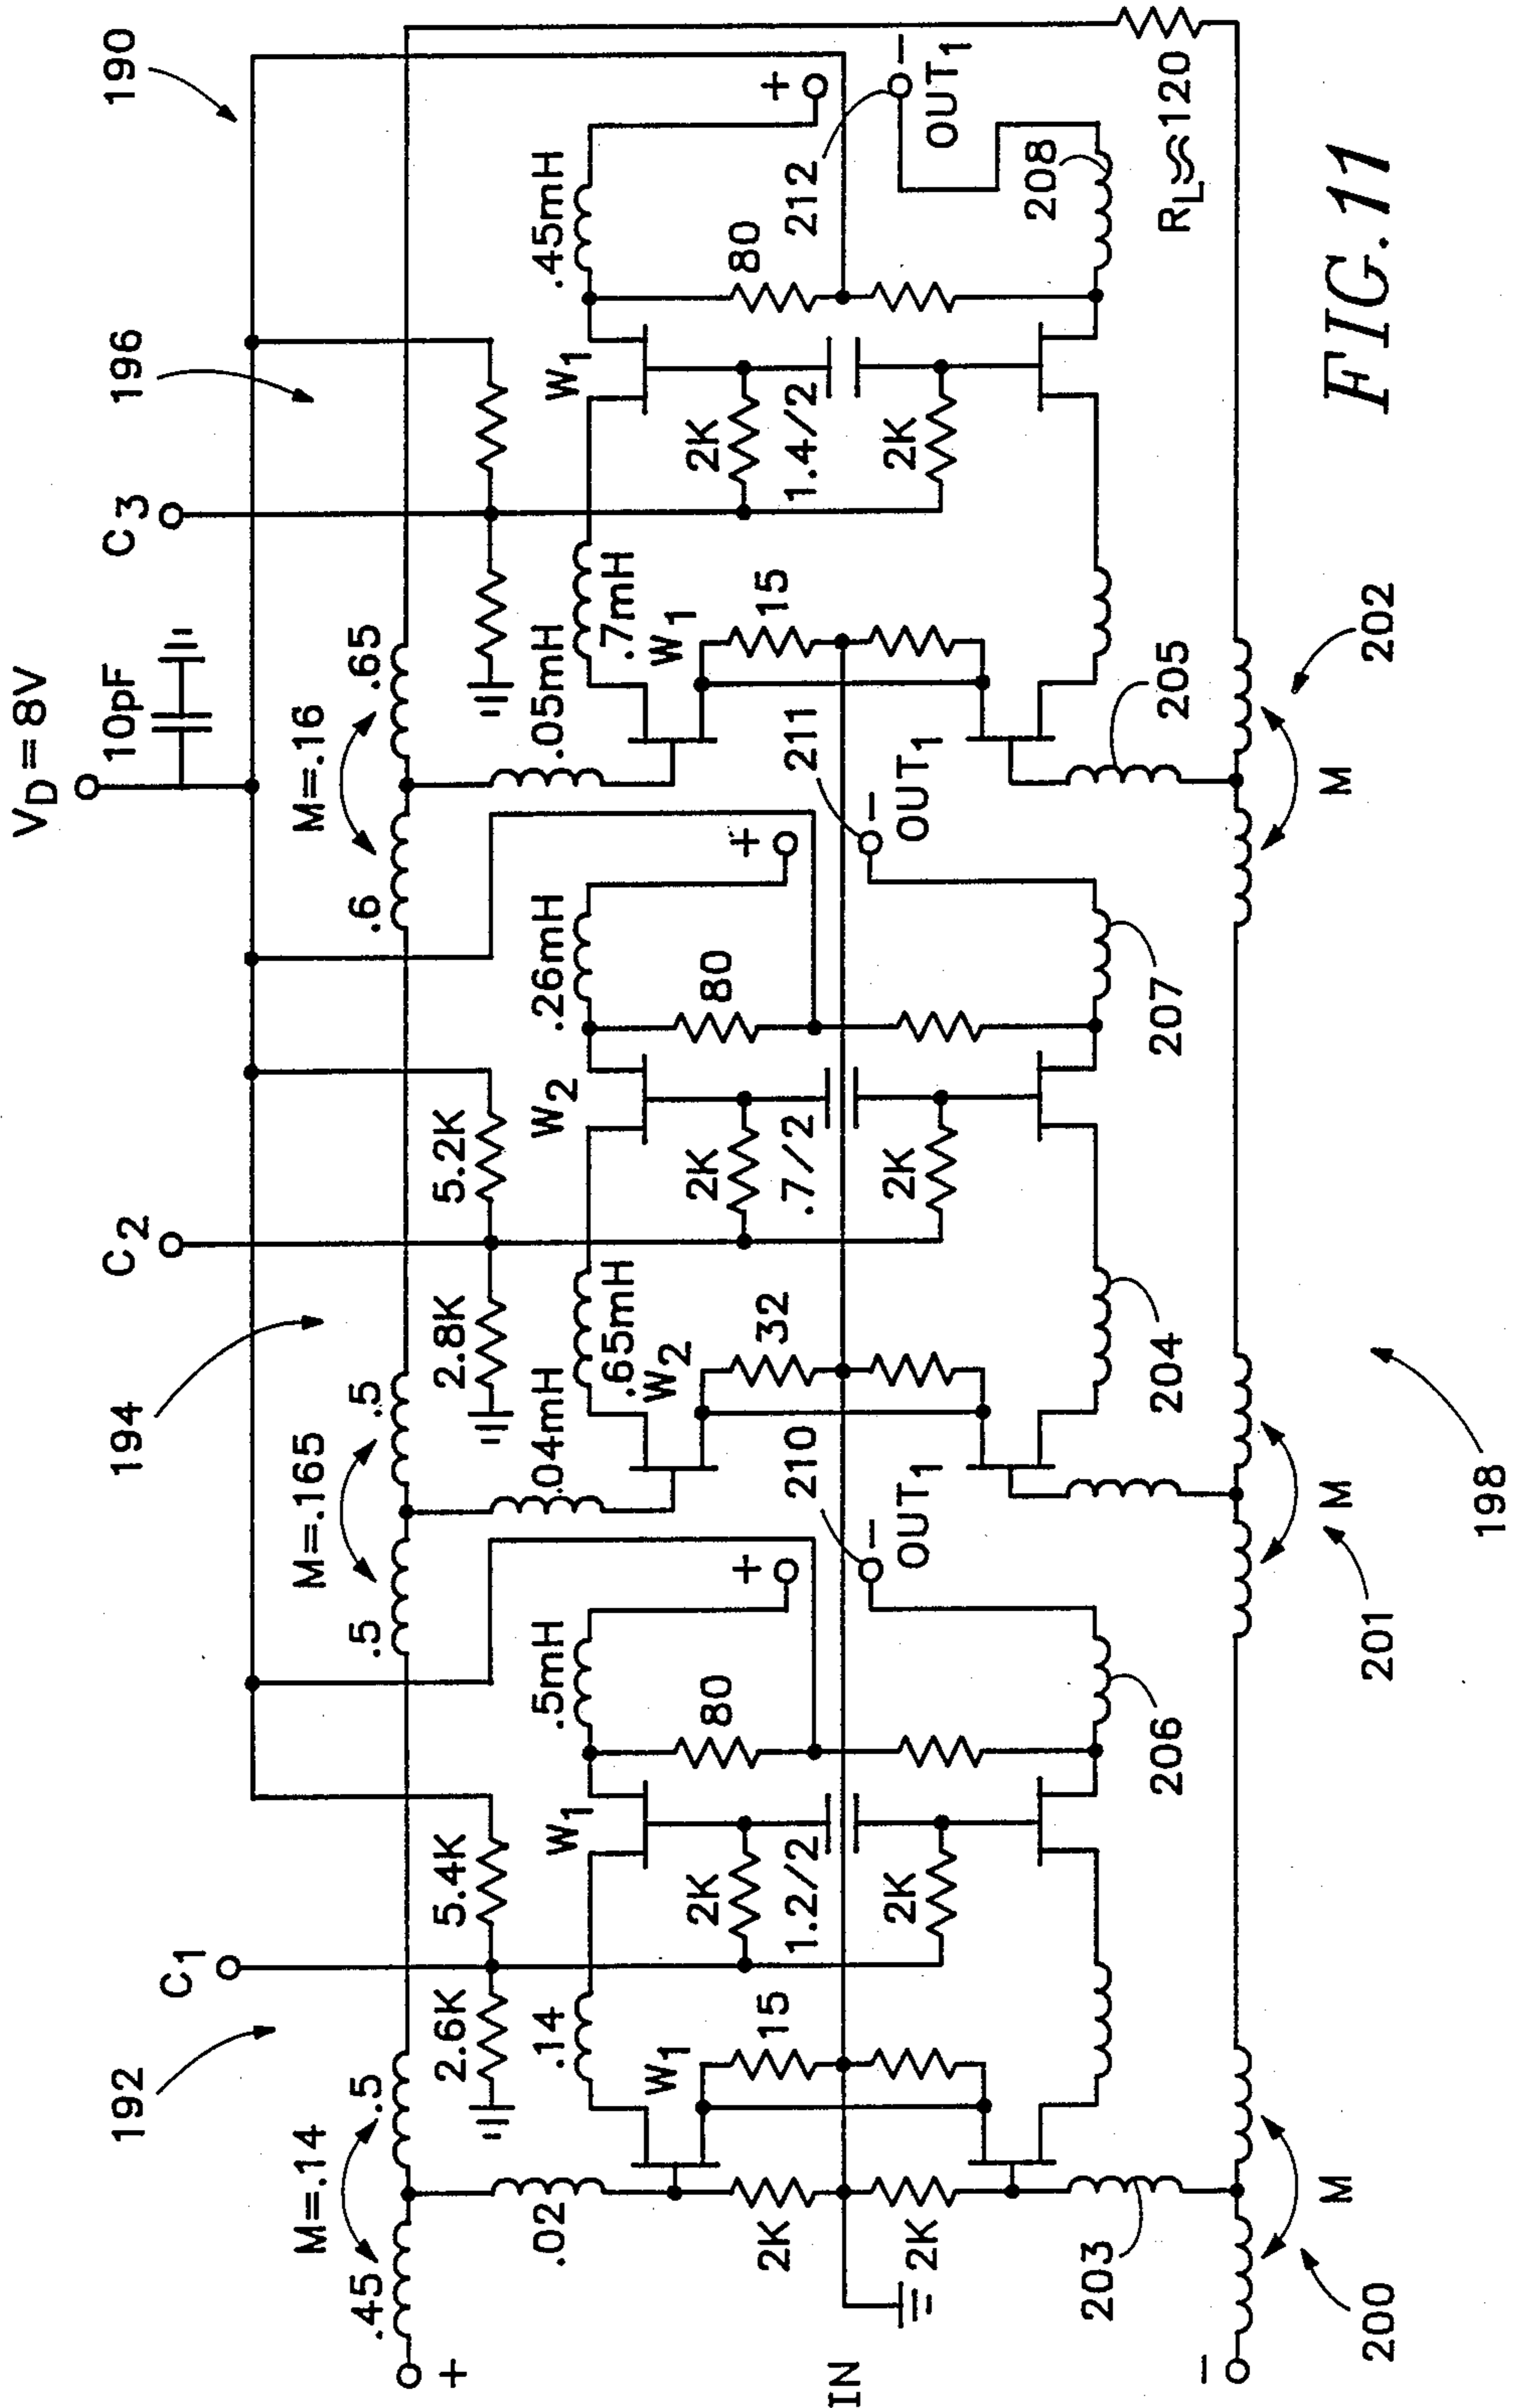 V_D = 8V
10pF
190
192
C1
194
C2
196
C3
M=.14
.45
.5
M=.165
.5
.5
M=.16
.6
.65
2.6K
5.4K
2.8K
5.2K
.02
.14
W1
W1
.5mH
.04mH
.65mH
W2
W2
.26mH
.05mH
.7mH
W1
W1
.45mH
2K
15
2K
1.2/2
80
+
210
32
2K
.7/2
80
+
211
15
2K
1.4/2
80
+
212
IN
+
−
2K
2K
−
OUT1
2K
−
OUT1
2K
−
OUT1
203
206
204
207
205
208
RL≈120
200
M
201
M
198
202
M
FIG.11